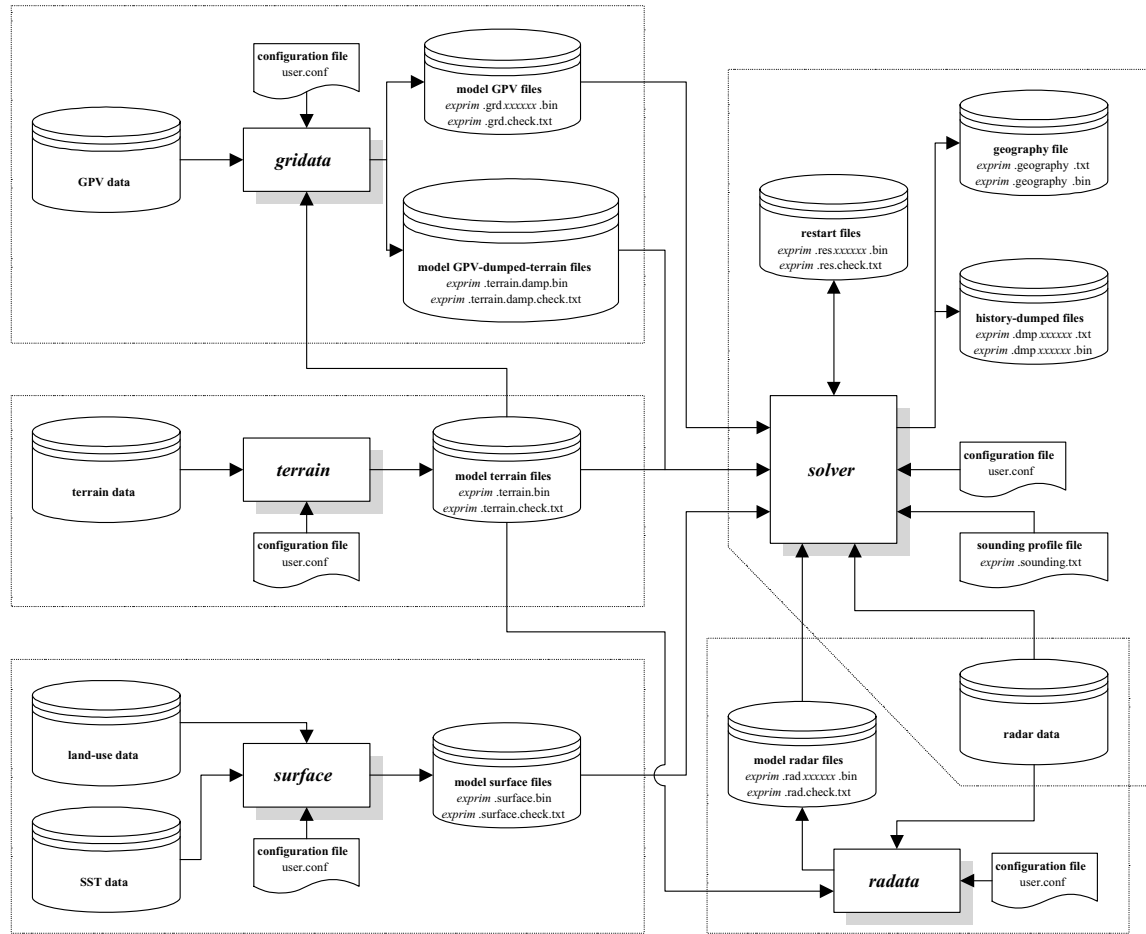 configuration file
user.conf
GPV data
gridata
model GPV files
exprim .grd.xxxxxx .bin
exprim .grd.check.txt
model GPV-dumped-terrain files
exprim .terrain.damp.bin
exprim .terrain.damp.check.txt
terrain data
terrain
configuration file
user.conf
model terrain files
exprim .terrain.bin
exprim .terrain.check.txt
land-use data
SST data
surface
configuration file
user.conf
model surface files
exprim .surface.bin
exprim .surface.check.txt
restart files
exprim .res.xxxxxx .bin
exprim .res.check.txt
geography file
exprim .geography .txt
exprim .geography .bin
history-dumped files
exprim .dmp xxxxxx .txt
exprim .dmp xxxxxx .bin
solver
configuration file
user.conf
sounding profile file
exprim .sounding.txt
model radar files
exprim .rad xxxxxx .bin
exprim .rad.check.txt
radar data
radata
configuration file
user.conf